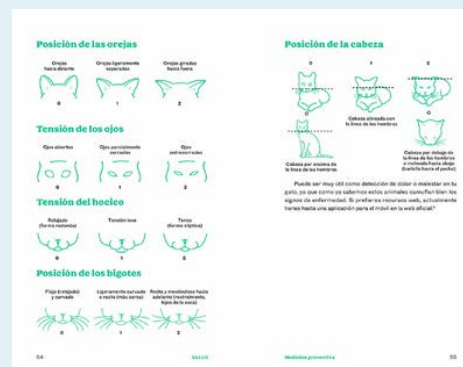 Posición de las orejas
Orejas
hacia delante
Orejas ligeramente
separadas
Orejas giradas
hacia fuera
0
1
2
Tensión de los ojos
Ojos abiertos
Ojos parcialmente
cerrados
Ojos
entrecerrados
0
1
2
Tensión del hocico
Relajado
(forma redonda)
Tensión leve
Tenso
(forma elíptica)
0
1
2
Posición de los bigotes
Flojo (relajado)
y curvado
Ligeramente curvado
o recto (más cerca)
Recto y moviéndose hacia
adelante (rostralmente,
lejos de la cara)
0
1
2
54
SALUD
Posición de la cabeza
0
1
2
O
O
Cabeza por encima de
la línea de los hombros
Cabeza alineada con
la línea de los hombros
Cabeza por debajo de
la línea de los hombros
o inclinada hacia abajo
(barbilla hacia el pecho)
Puede ser muy útil como detección de dolor o malestar en tu
gato, ya que como ya sabemos estos animales camuflan bien los
signos de enfermedad. Si prefieres recursos web, actualmente
tienes hasta una aplicación para el móvil en la web oficial.
Medicina preventiva
55